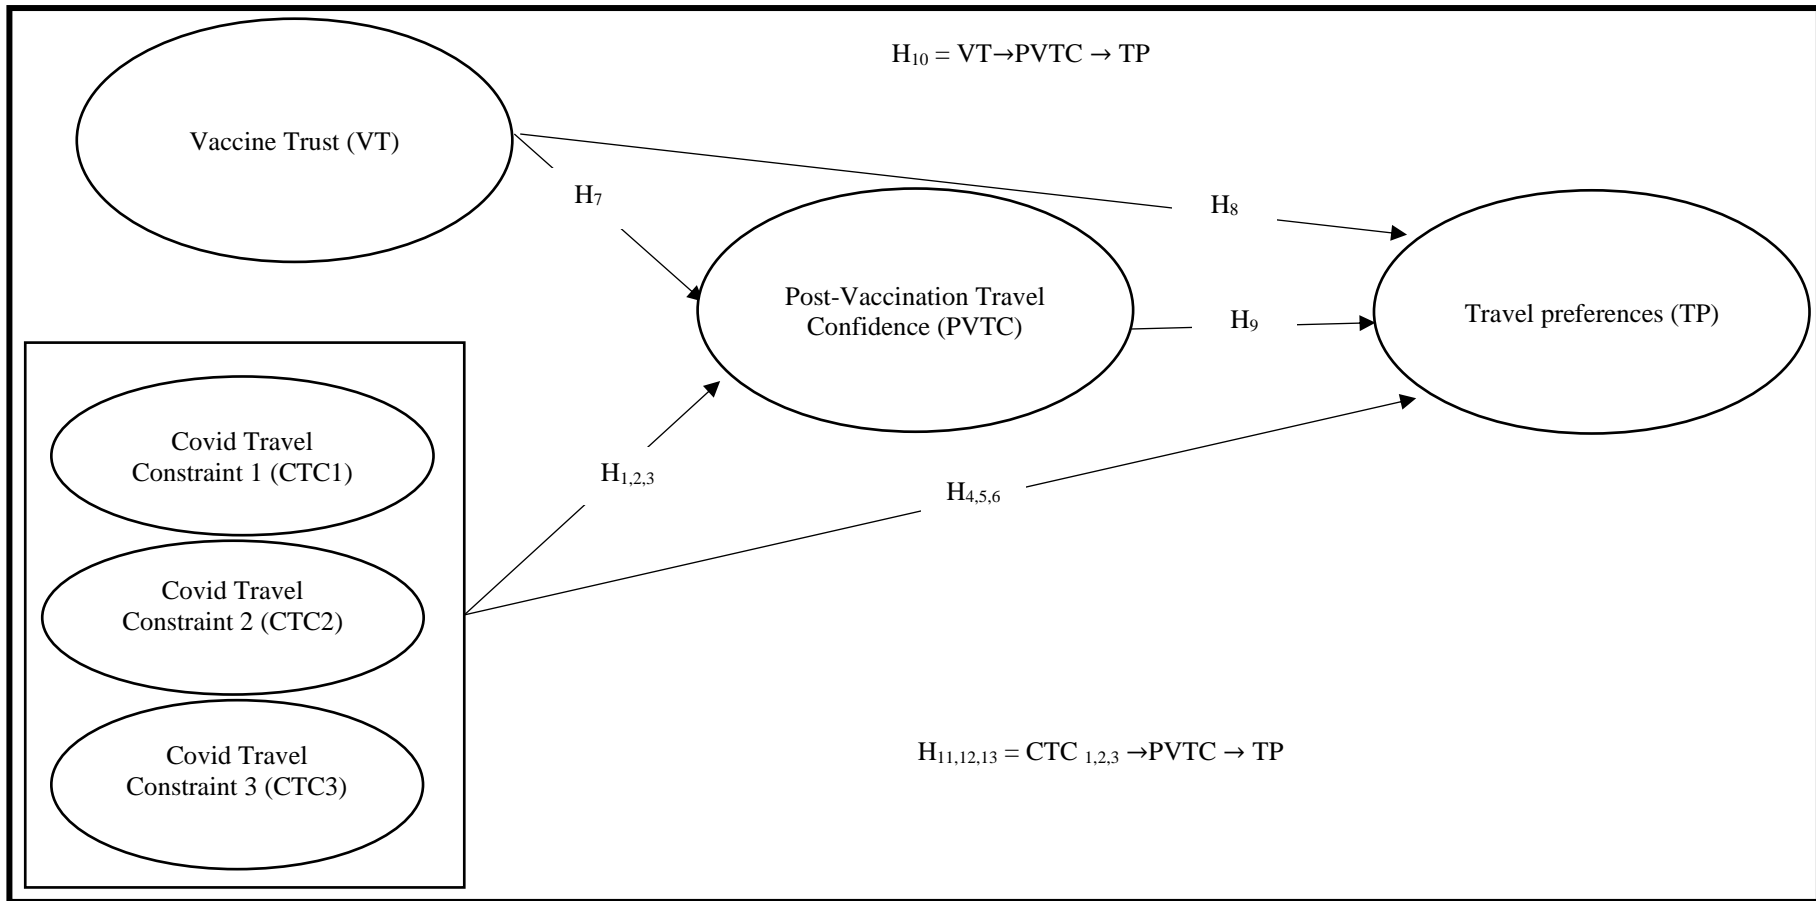 H₁₀ = VT→PVTC → TP
Vaccine Trust (VT)
H₇
H₈
Post-Vaccination Travel
Confidence (PVTC)
H₉
Travel preferences (TP)
Covid Travel
Constraint 1 (CTC1)
H₁,₂,₃
H₄,₅,₆
Covid Travel
Constraint 2 (CTC2)
Covid Travel
Constraint 3 (CTC3)
H₁₁,₁₂,₁₃ = CTC ₁,₂,₃ →PVTC → TP